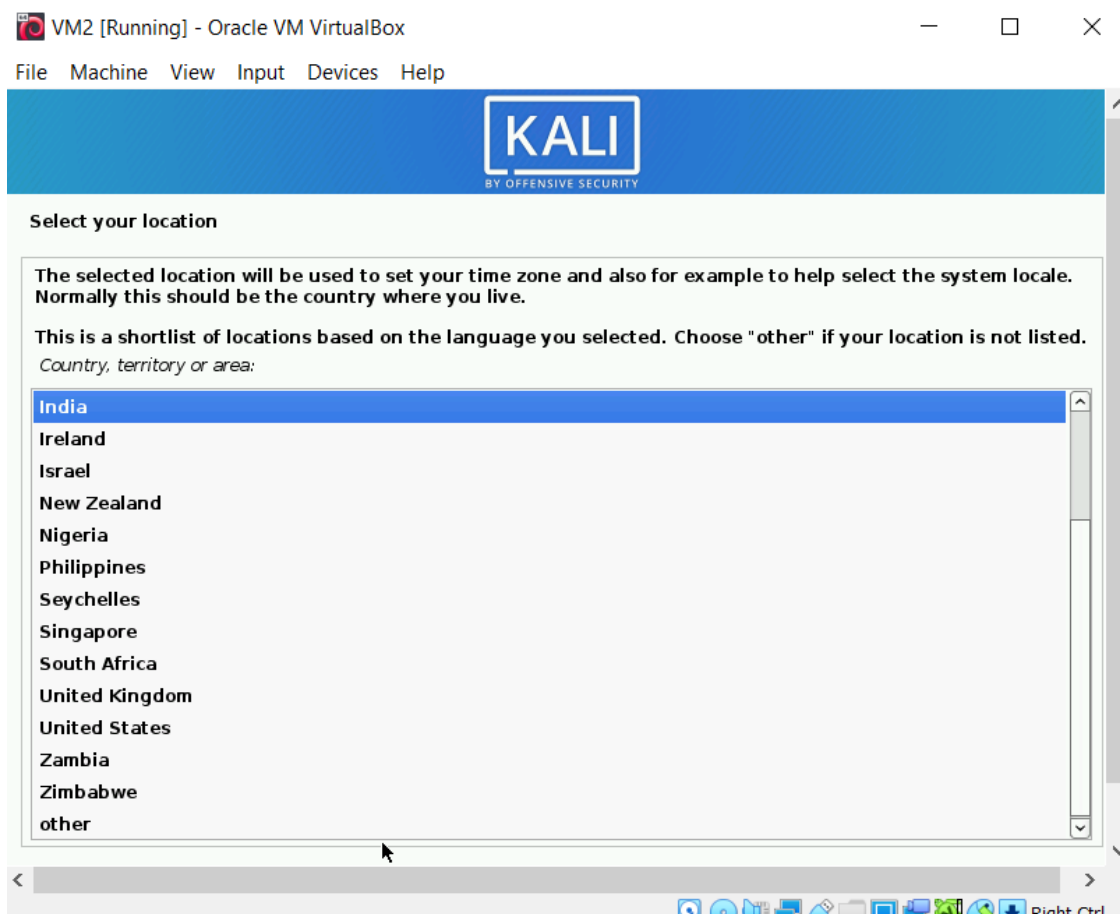 VM2 [Running] - Oracle VM VirtualBox
File Machine View Input Devices Help
KALI
BY OFFENSIVE SECURITY
Select your location
The selected location will be used to set your time zone and also for example to help select the system locale.
Normally this should be the country where you live.
This is a shortlist of locations based on the language you selected. Choose "other" if your location is not listed.
Country, territory or area:
India
Ireland
Israel
New Zealand
Nigeria
Philippines
Seychelles
Singapore
South Africa
United Kingdom
United States
Zambia
Zimbabwe
other
Right Ctrl